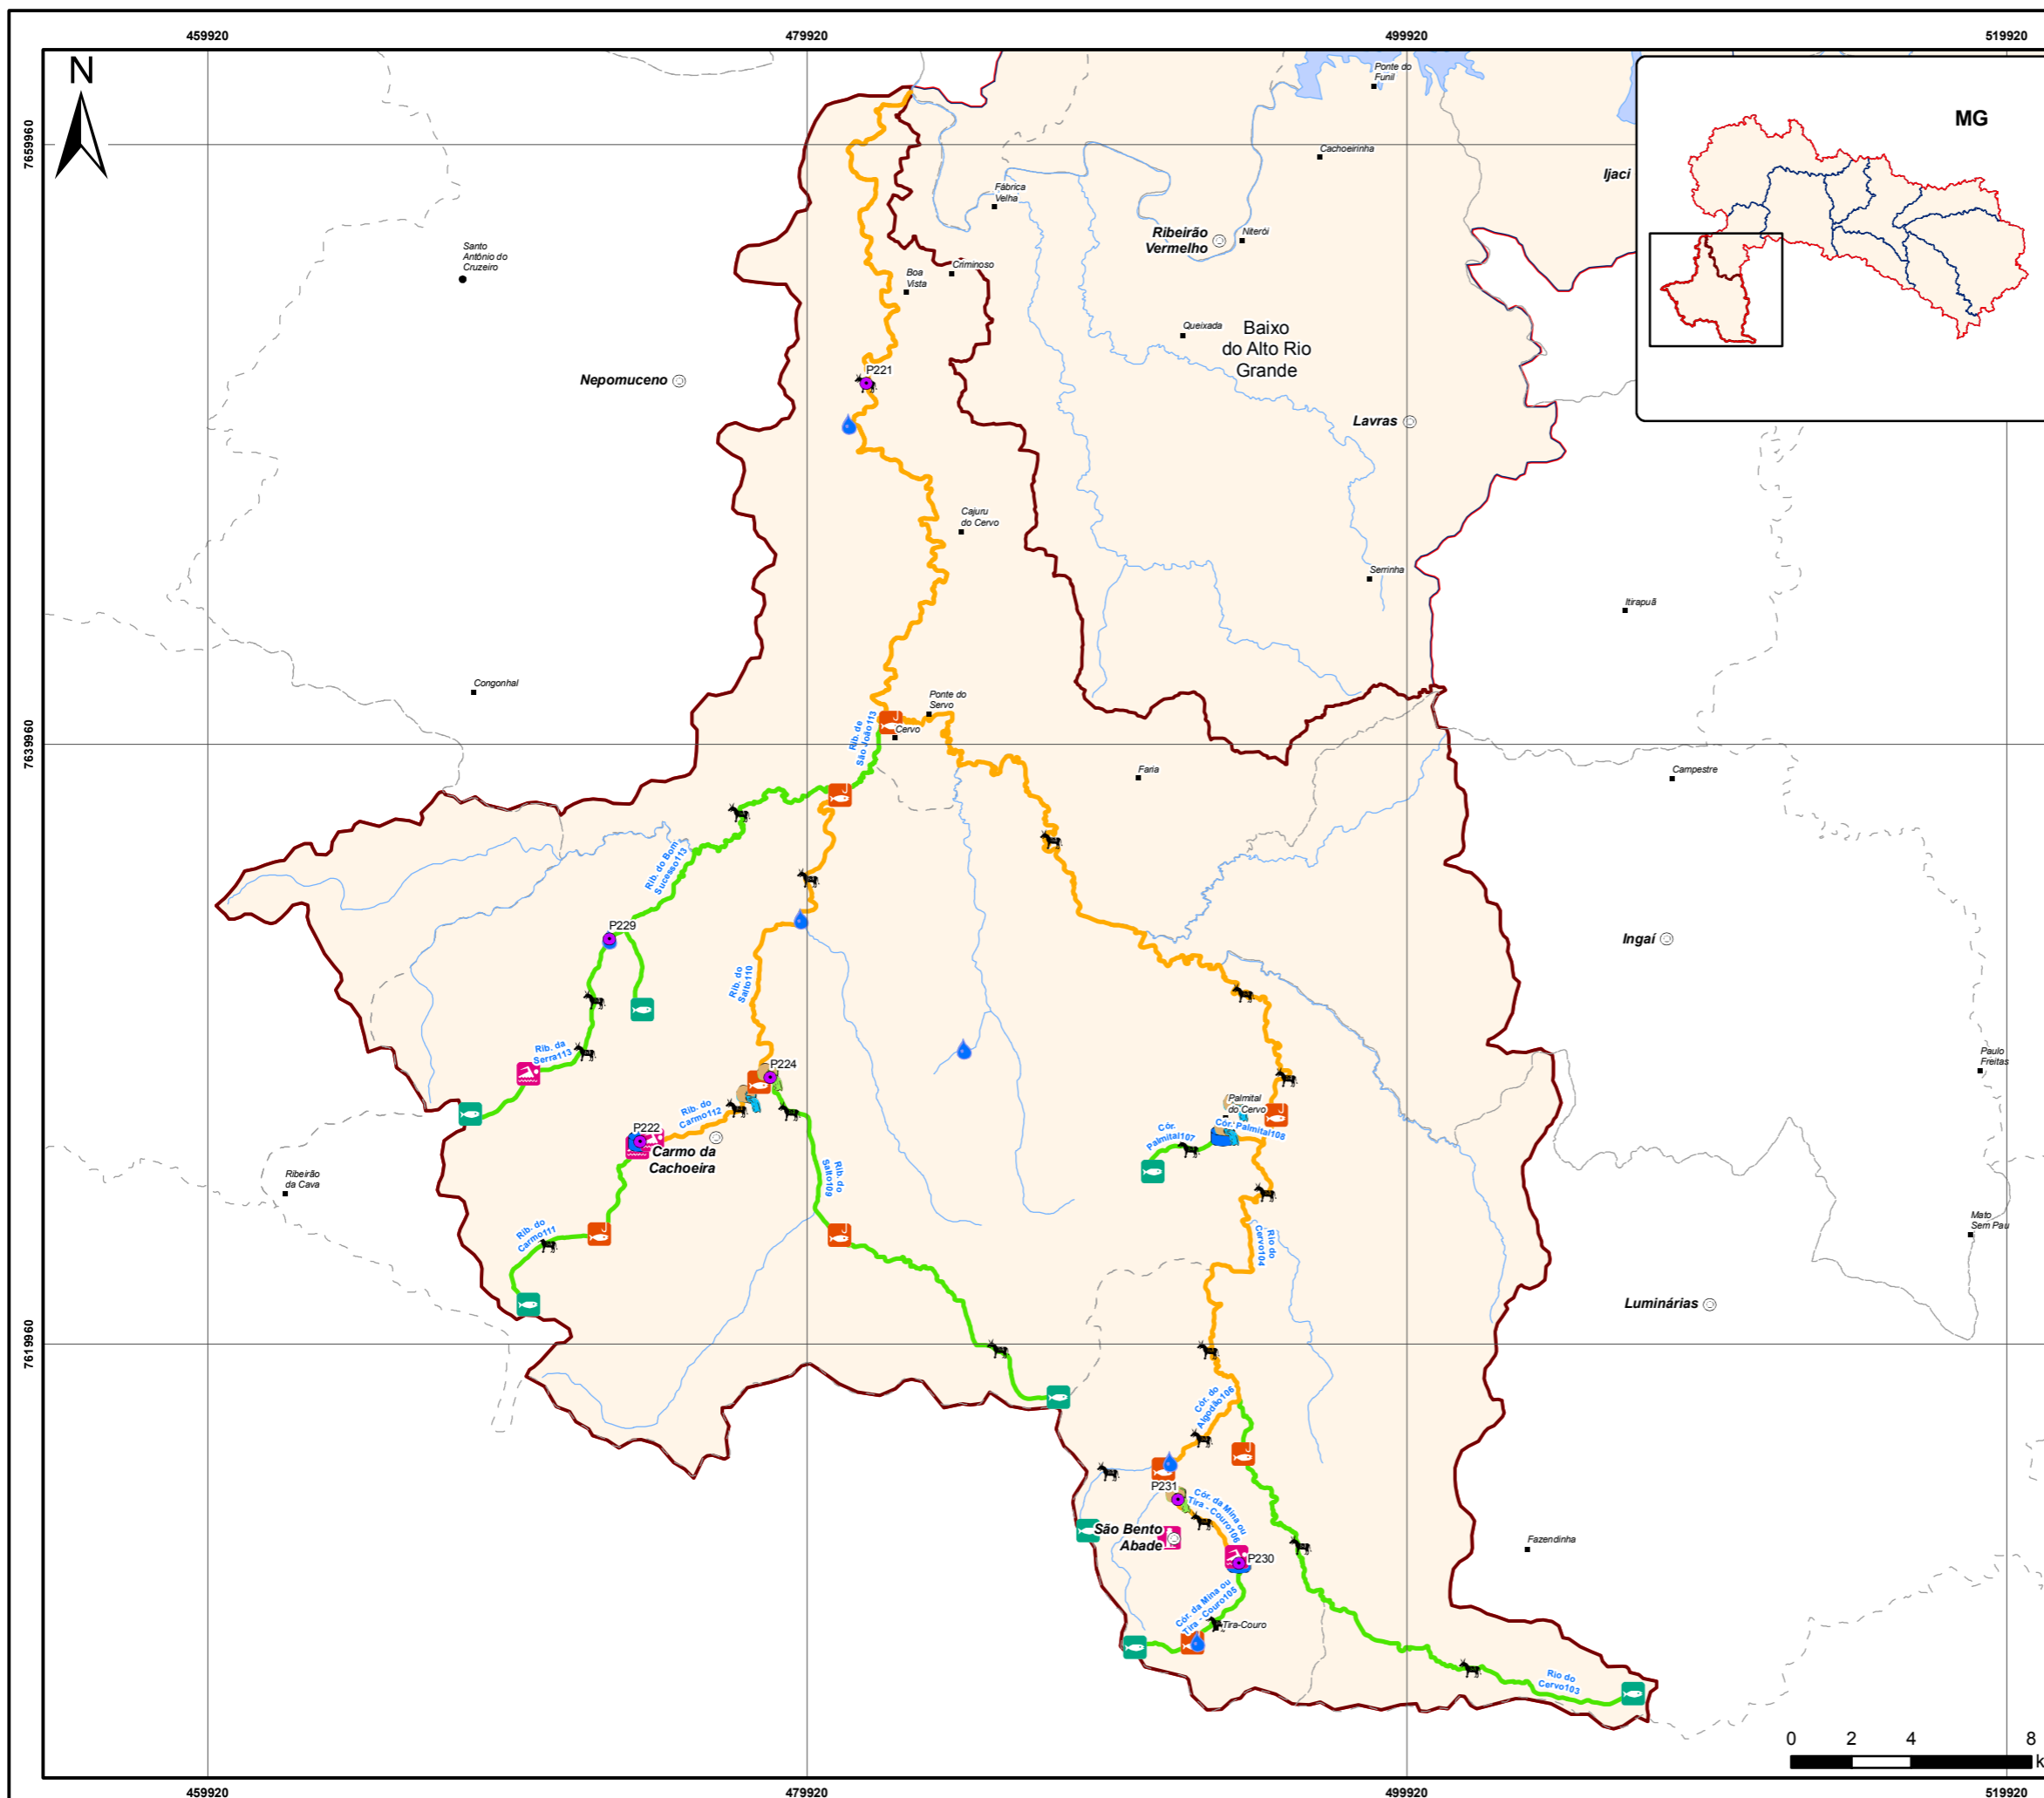 459920
479920
499920
519920
N
MG
7659960
7639960
7619960
Ponte do
Funil
Cachoeirinha
Ijaci
Fábrica
Velha
Ribeirão
Vermelho
Niterói
Santo
Antônio do
Cruzeiro
Criminoso
Boa
Vista
Queixada
Baixo
do Alto Rio
Grande
P221
Nepomuceno
Lavras
Cajuru
do Cervo
Serrinha
Itirapuã
Congonhal
Ponte do
Servo
Rib. de
São João113
Cervo
Faria
Campestre
Rib. do Bom
Sucesso113
P229
Ingaí
Rib. do
Salto110
Rib. da
Serra113
P224
Paulo
Freitas
Palmital
do Cervo
Rib. do
Carmo112
Cór.
Palmital107
Cór. Palmital108
P222
Carmo da
Cachoeira
Ribeirão
da Cava
Rib. do
Salto109
Mato
Sem Pau
Rib. do
Carmo111
Rio do
Cervo104
Luminárias
Cór. do
Algodão106
P231
Cór. da Mina ou
Tira - Couro106
São Bento
Abade
Fazendinha
P230
Cór. da Mina ou
Tira - Couro105
Tira-Couro
Rio do
Cervo103
0
2
4
8
k
459920
479920
499920
519920